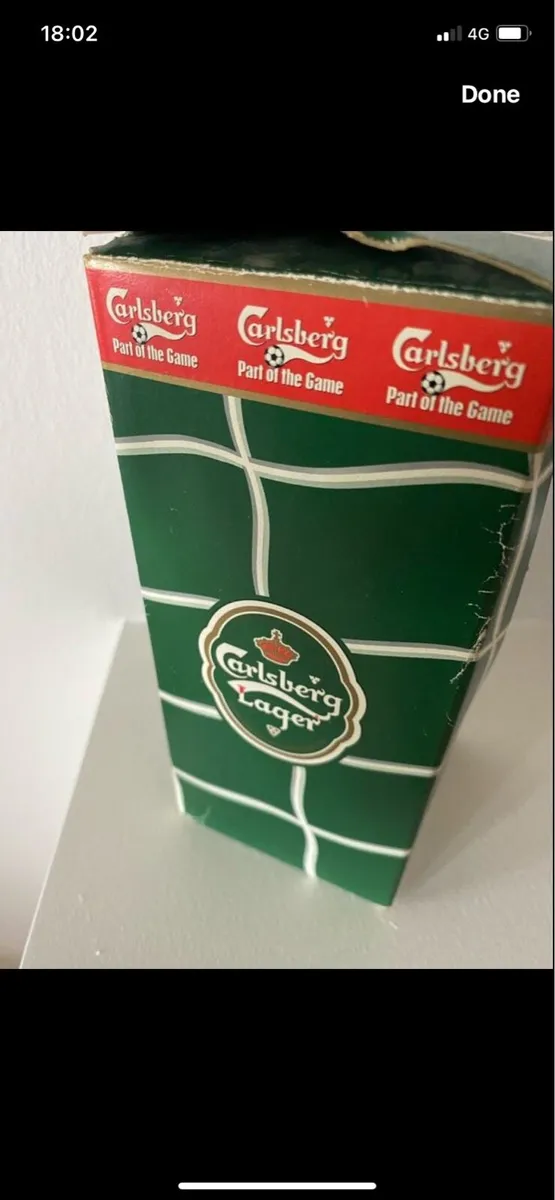 18:02
4G
Done
Carlsberg
Part of the Game
Carlsberg
Part of the Game
Carlsberg
Part of the Game
Carlsberg
Lager